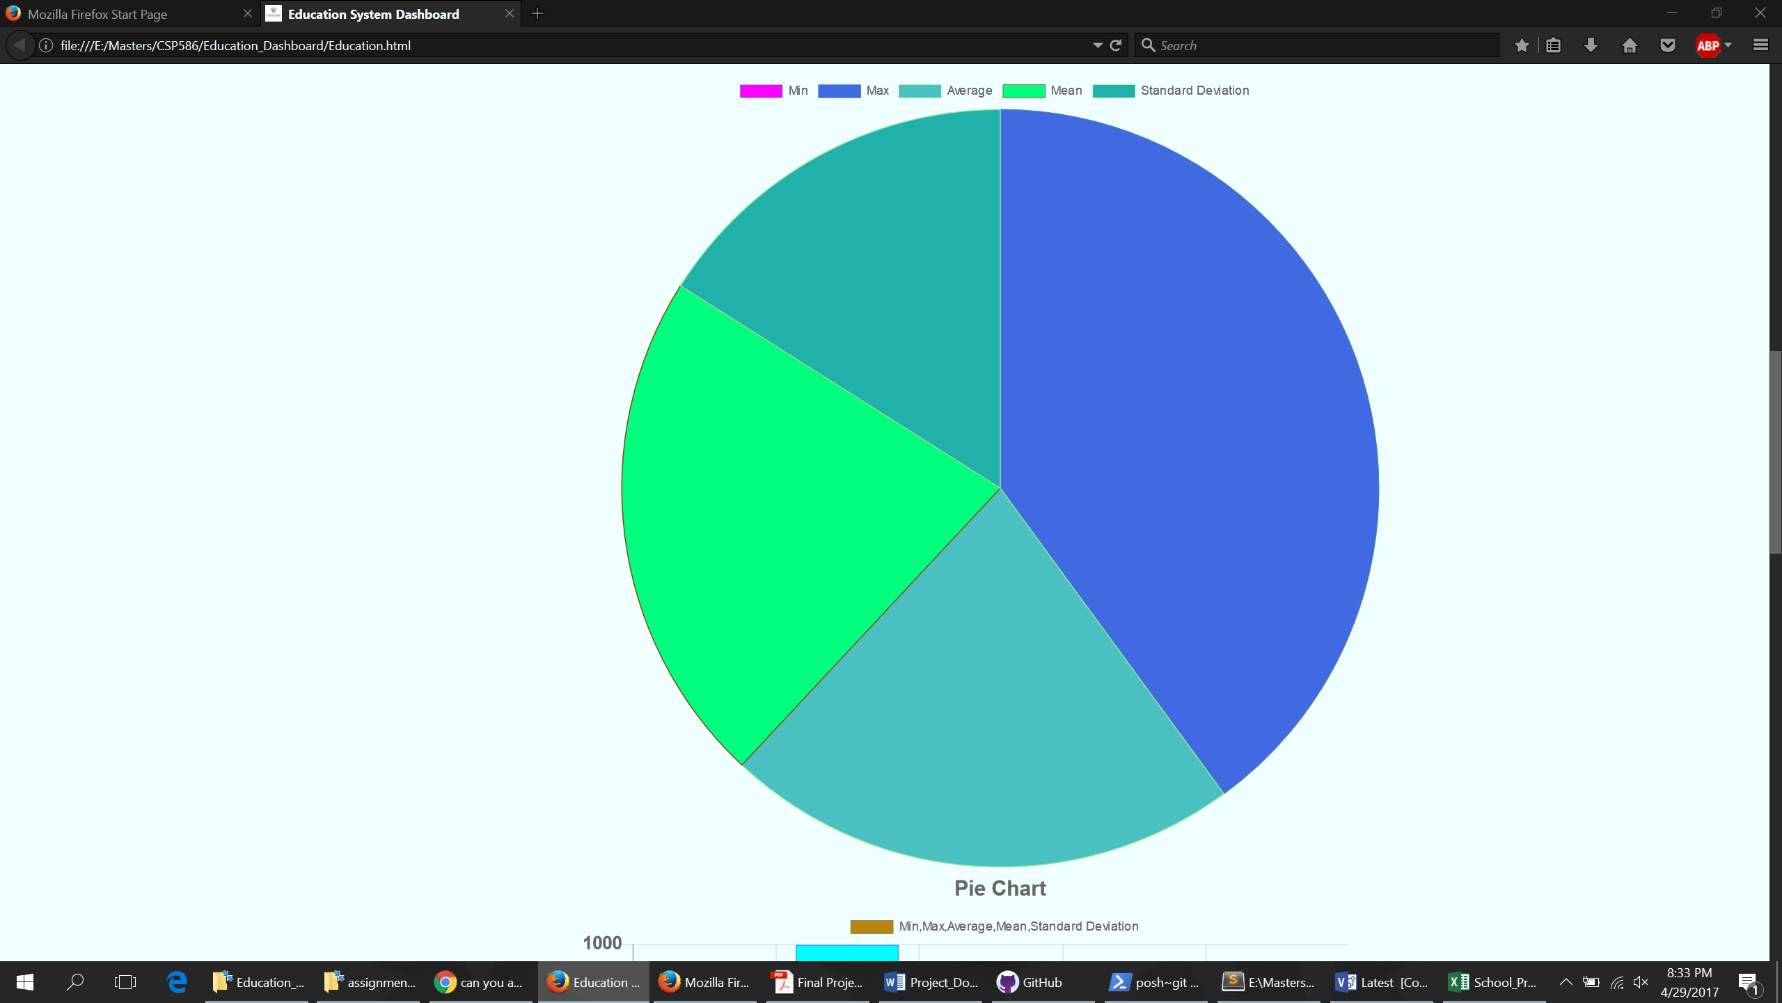 Mozilla Firefox Start Page
Education System Dashboard
file:///E:/Masters/CSP586/Education_Dashboard/Education.html
Search
ABP
Min Max Average Mean Standard Deviation
Pie Chart
Min,Max,Average,Mean,Standard Deviation
1000
Education_...
assignmen...
can you a...
Education ...
Mozilla Fir...
Final Proje...
Project_Do...
GitHub
posh~git ...
E:\Masters...
Latest [Co...
School_Pr...
8:33 PM
4/29/2017
1